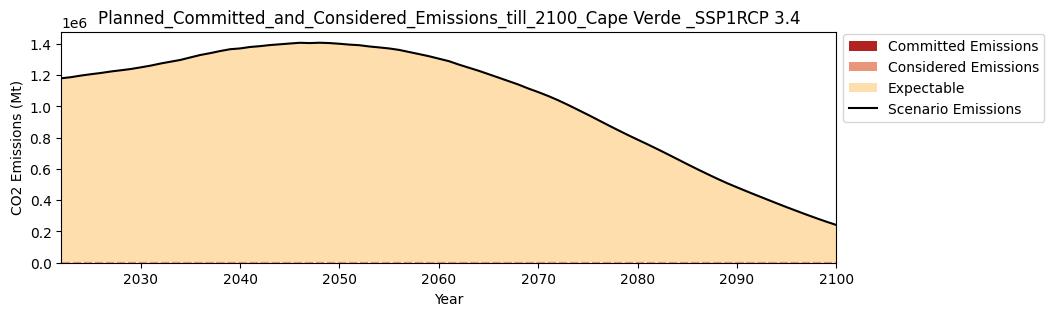 Planned_Committed_and_Considered_Emissions_till_2100_Cape Verde _SSP1RCP 3.4
1e6
1.4
1.2
1.0
0.8
0.6
0.4
0.2
0.0
CO2 Emissions (Mt)
2030 2040 2050 2060 2070 2080 2090 2100
Year
Committed Emissions
Considered Emissions
Expectable
Scenario Emissions